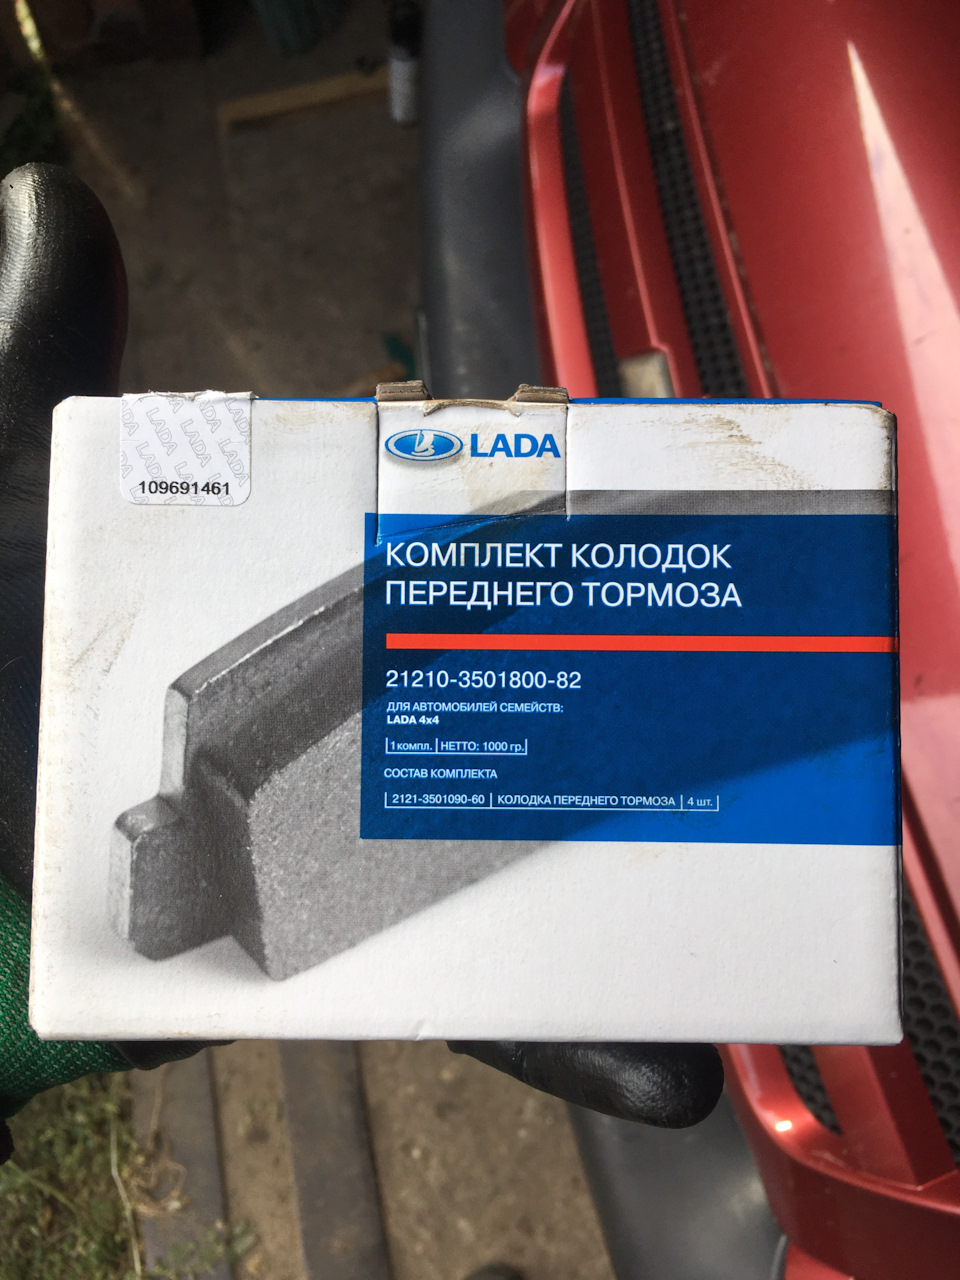 109691461
LADA
КОМПЛЕКТ КОЛОДОК
ПЕРЕДНЕГО ТОРМОЗА
21210-3501800-82
ДЛЯ АВТОМОБИЛЕЙ СЕМЕЙСТВ:
LADA 4x4
1 компл. НЕТТО: 1000 гр.
СОСТАВ КОМПЛЕКТА
2121-3501090-60 КОЛОДКА ПЕРЕДНЕГО ТОРМОЗА 4 шт.